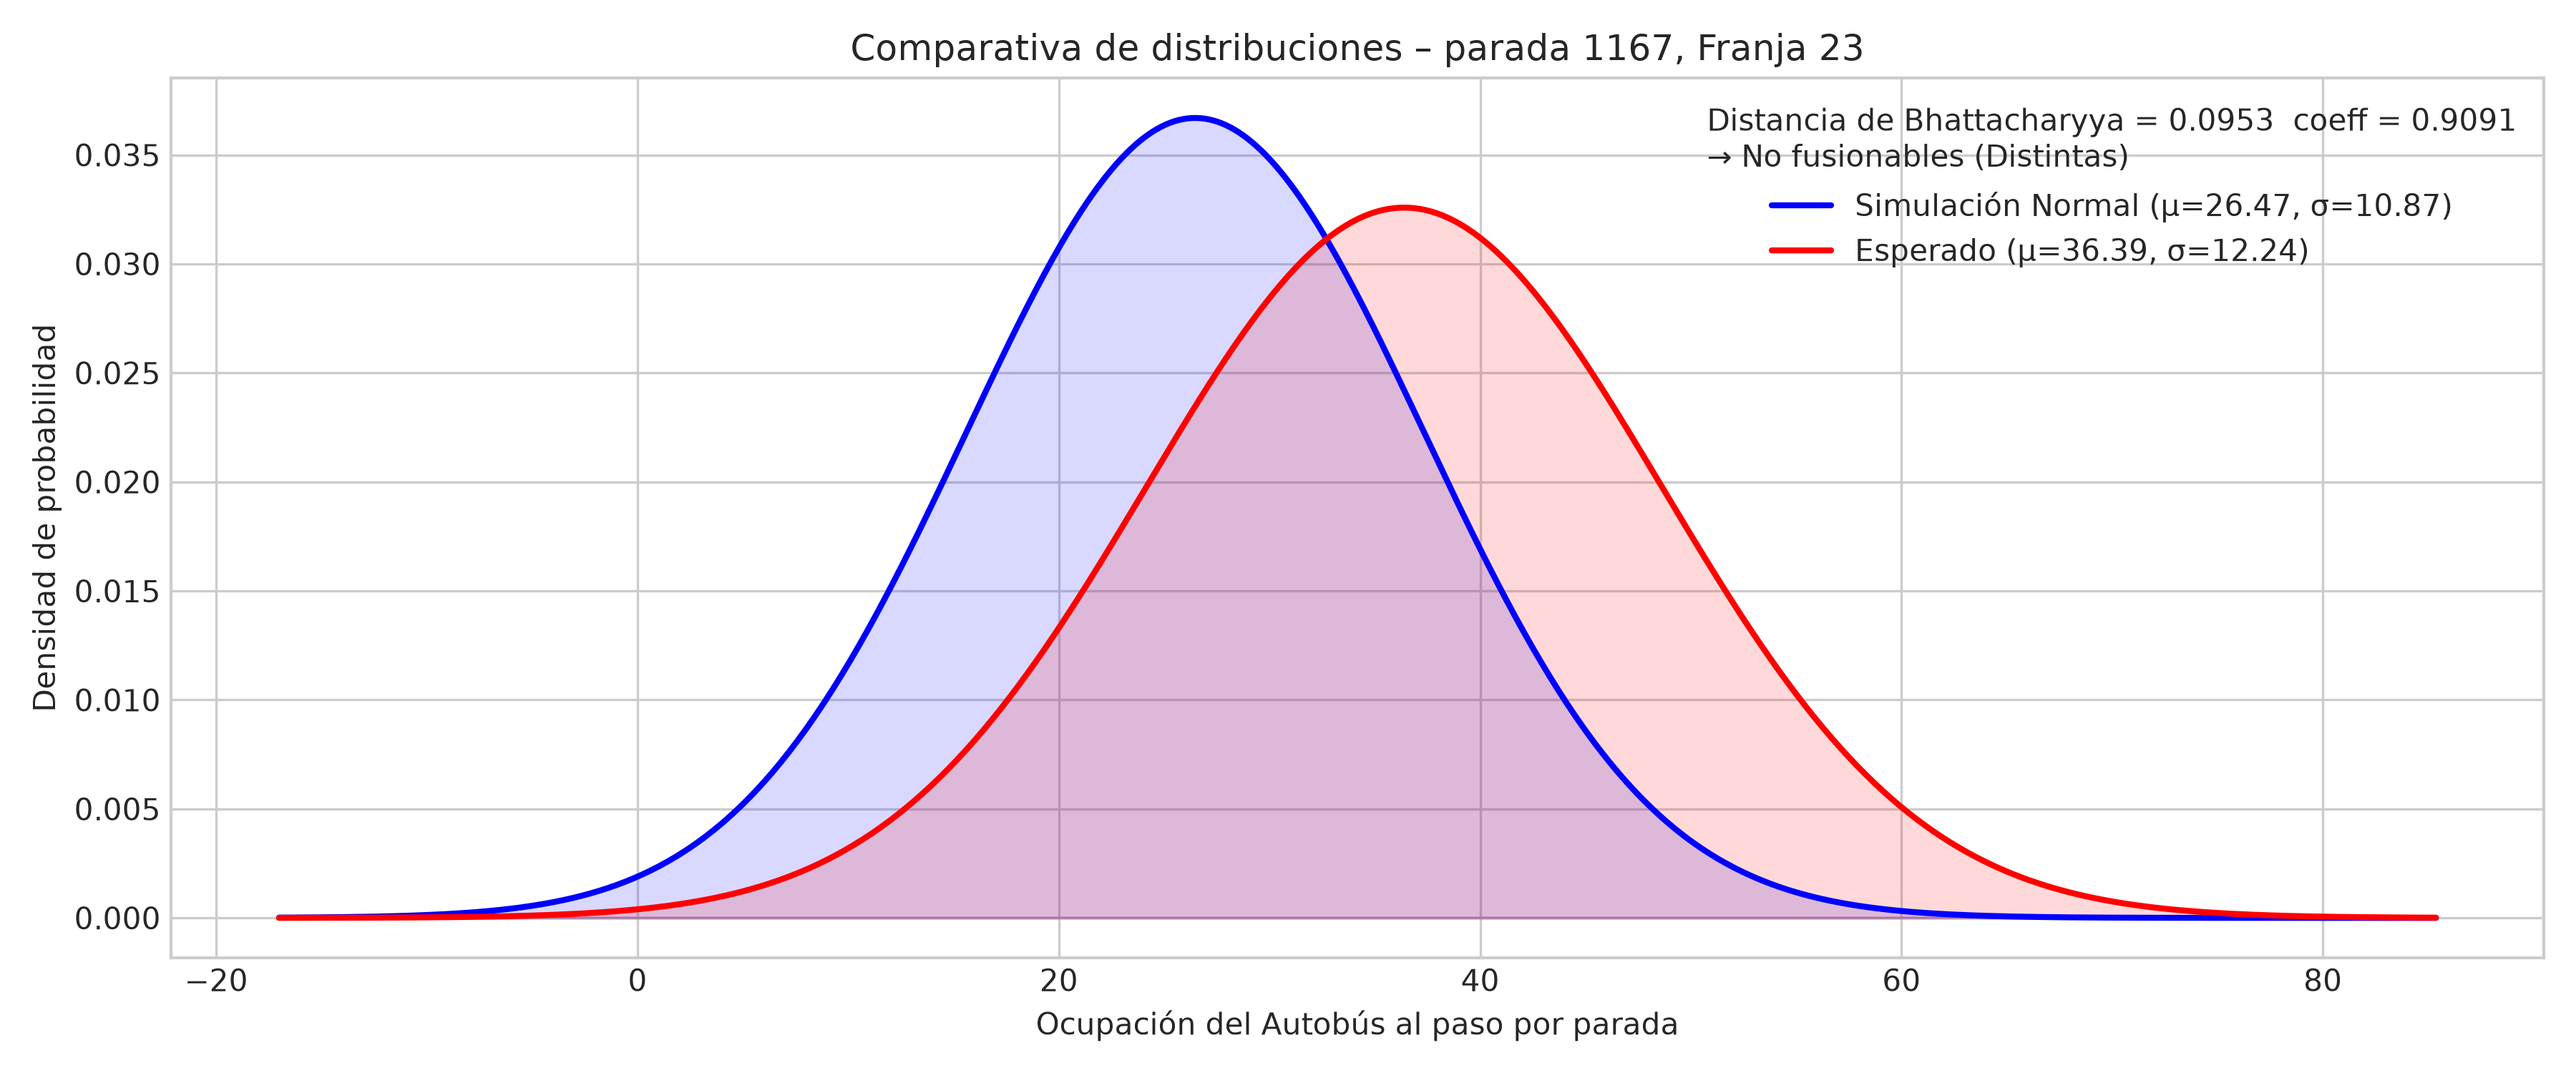 Comparativa de distribuciones – parada 1167, Franja 23
Distancia de Bhattacharyya = 0.0953  coeff = 0.9091
→ No fusionables (Distintas)
Simulación Normal (μ=26.47, σ=10.87)
Esperado (μ=36.39, σ=12.24)
Densidad de probabilidad
0.035
0.030
0.025
0.020
0.015
0.010
0.005
0.000
−20 0 20 40 60 80
Ocupación del Autobús al paso por parada